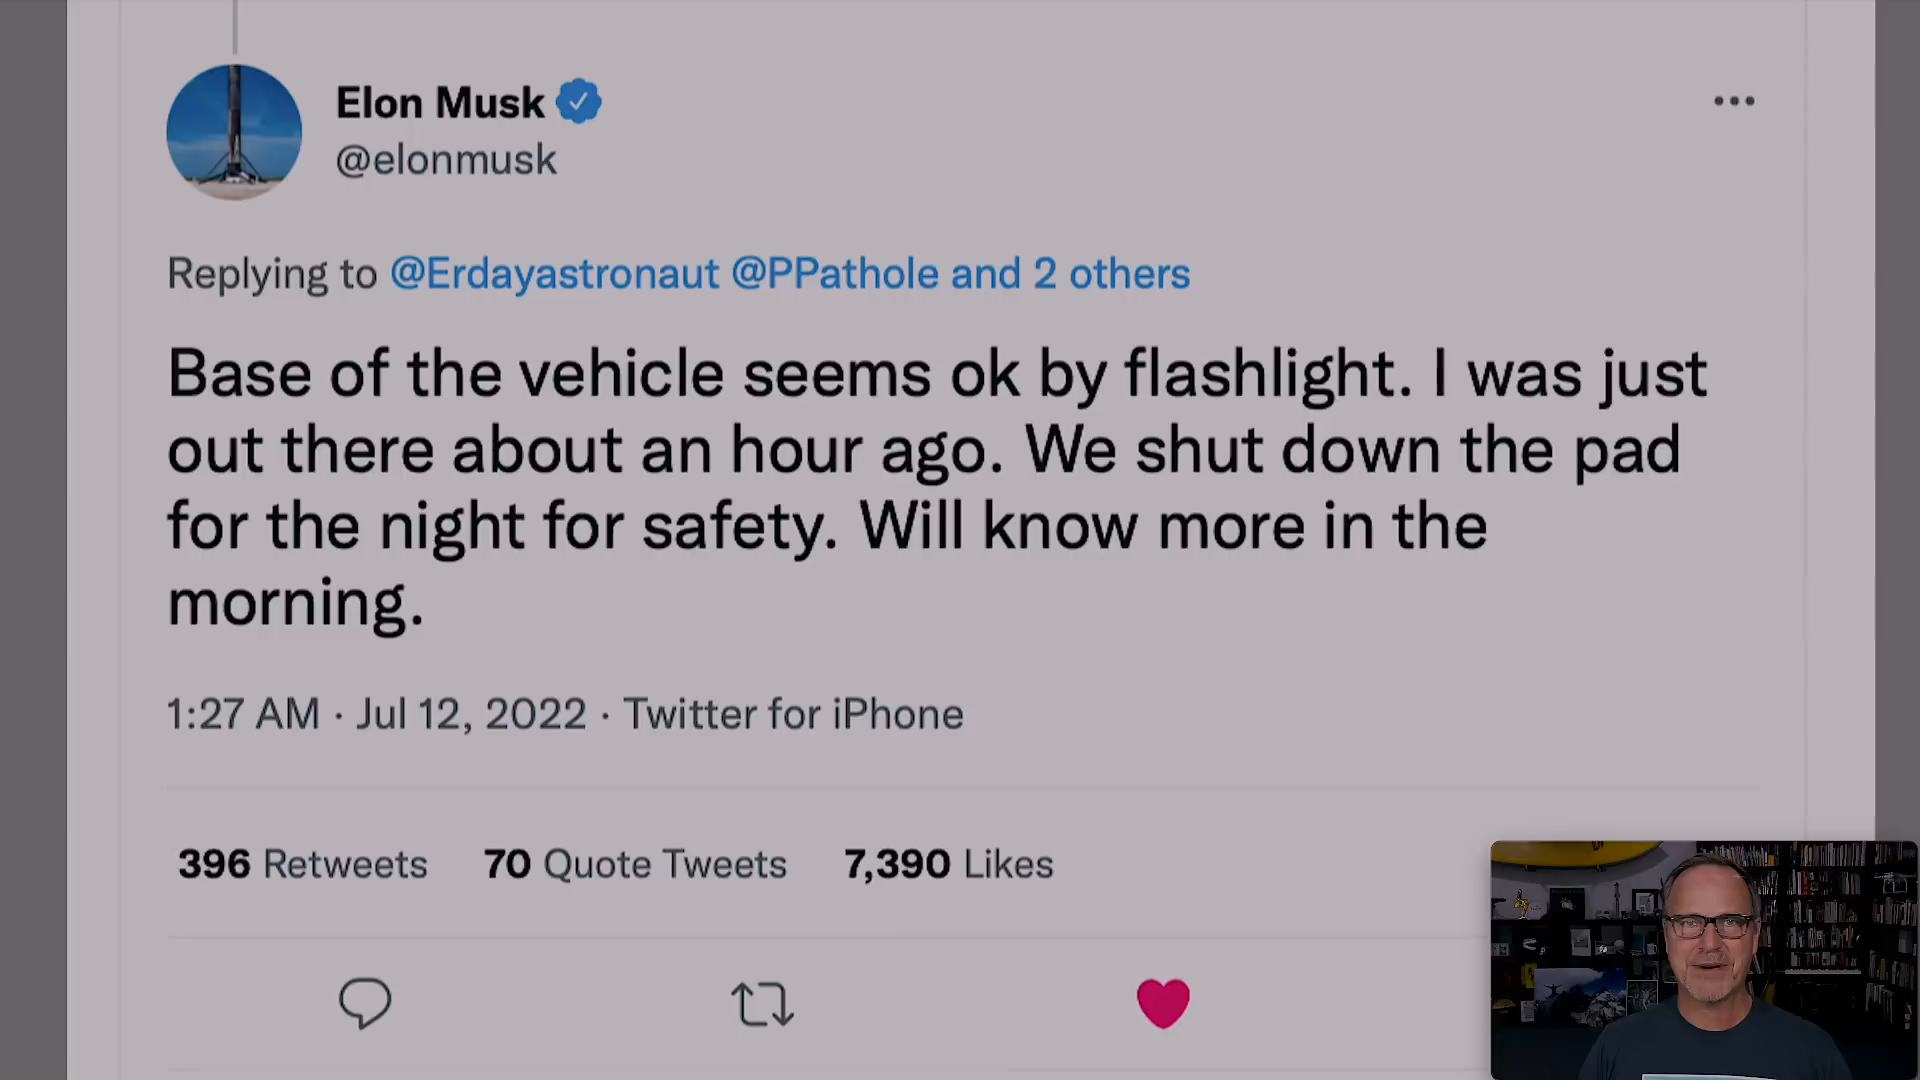 Elon Musk
@elonmusk
Replying to @Erdayastronaut @PPathole and 2 others
Base of the vehicle seems ok by flashlight. I was just
out there about an hour ago. We shut down the pad
for the night for safety. Will know more in the
morning.
1:27 AM · Jul 12, 2022 · Twitter for iPhone
396 Retweets 70 Quote Tweets 7,390 Likes